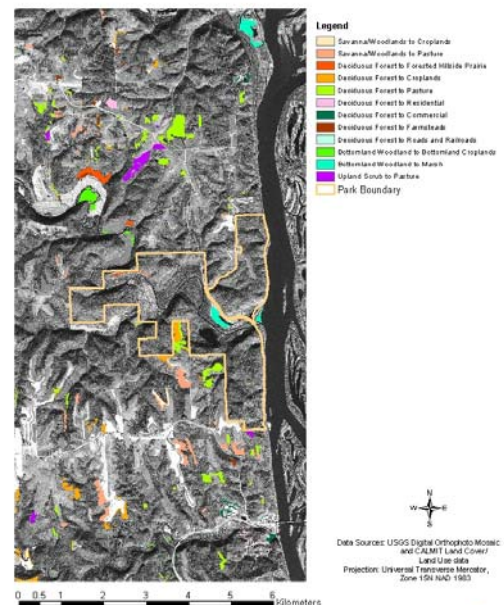 Legend
Savanna/Woodlands to Croplands
Savanna/Woodlands to Pasture
Deciduous Forest to Forested Hillside Prairie
Deciduous Forest to Croplands
Deciduous Forest to Pasture
Deciduous Forest to Residential
Deciduous Forest to Commercial
Deciduous Forest to Farmsteads
Deciduous Forest to Roads and Railroads
Bottomland Woodland to Bottomland Croplands
Bottomland Woodland to Marsh
Upland Scrub to Pasture
Park Boundary
N
W E
S
Data Sources: USGS Digital Orthophoto Mosaic
and CALMIT Land Cover/
Land Use data
Projection: Universal Transverse Mercator,
Zone 15N NAD 1983
0 0.5 1 2 3 4 5 6
Kilometers